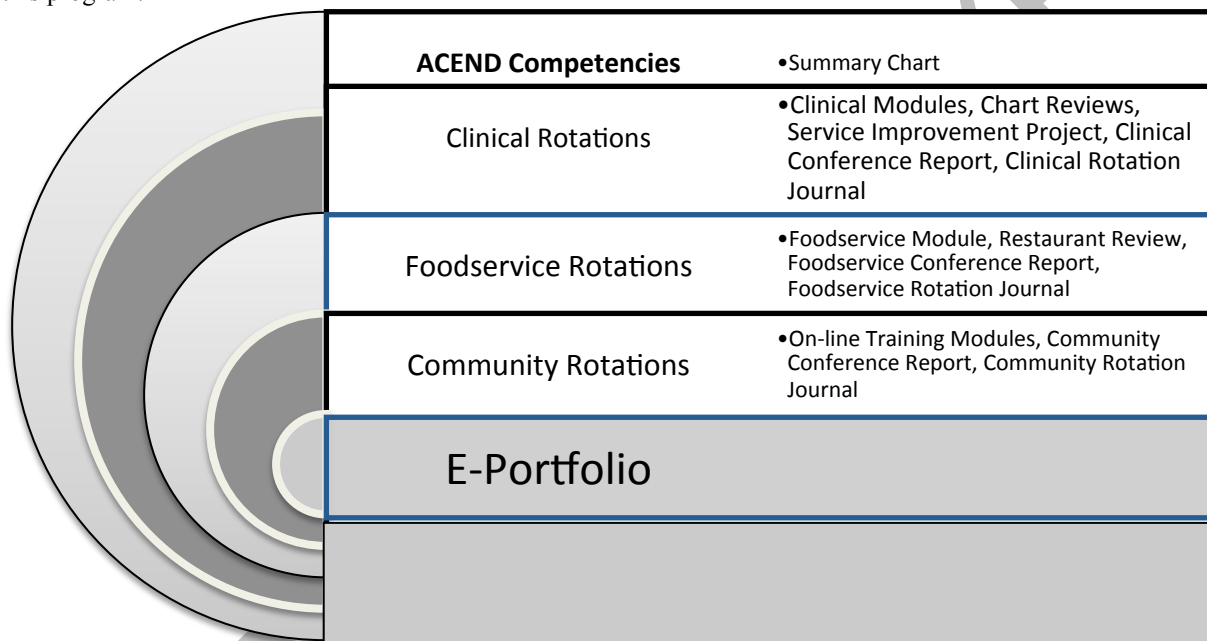 ACEND Competencies
•Summary Chart
Clinical Rotations
•Clinical Modules, Chart Reviews,
Service Improvement Project, Clinical
Conference Report, Clinical Rotation
Journal
Foodservice Rotations
•Foodservice Module, Restaurant Review,
Foodservice Conference Report,
Foodservice Rotation Journal
Community Rotations
•On-line Training Modules, Community
Conference Report, Community Rotation
Journal
E-Portfolio